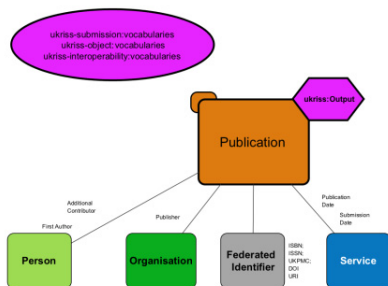 ukriss-submission:vocabularies
ukriss-object:vocabularies
ukriss-interoperability:vocabularies
ukriss:Output
Publication
Additional
Contributor
First Author
Publisher
Publication
Date
Submission
Date
Person
Organisation
Federated
Identifier
ISBN;
ISSN;
UKPMC;
DOI
URI
Service